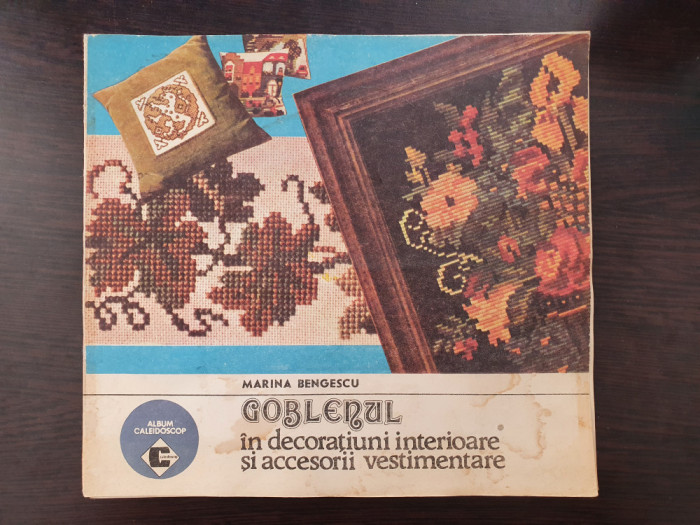 MARINA BENGESCU
GOBLENUL
în decorațiuni interioare
și accesorii vestimentare
ALBUM
CALEIDOSCOP